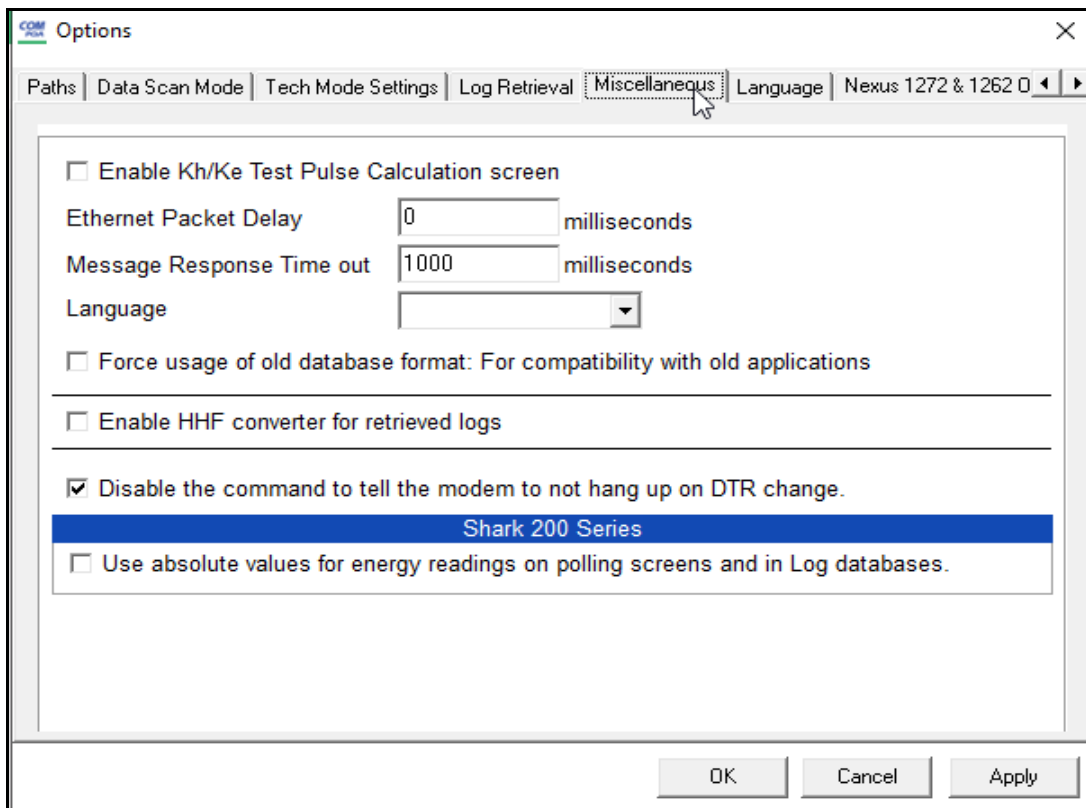 COM
PQA
Options
Paths Data Scan Mode Tech Mode Settings Log Retrieval Miscellaneous Language Nexus 1272 & 1262 O
Enable Kh/Ke Test Pulse Calculation screen
Ethernet Packet Delay 0 milliseconds
Message Response Time out 1000 milliseconds
Language
Force usage of old database format: For compatibility with old applications
Enable HHF converter for retrieved logs
Disable the command to tell the modem to not hang up on DTR change.
Shark 200 Series
Use absolute values for energy readings on polling screens and in Log databases.
OK Cancel Apply